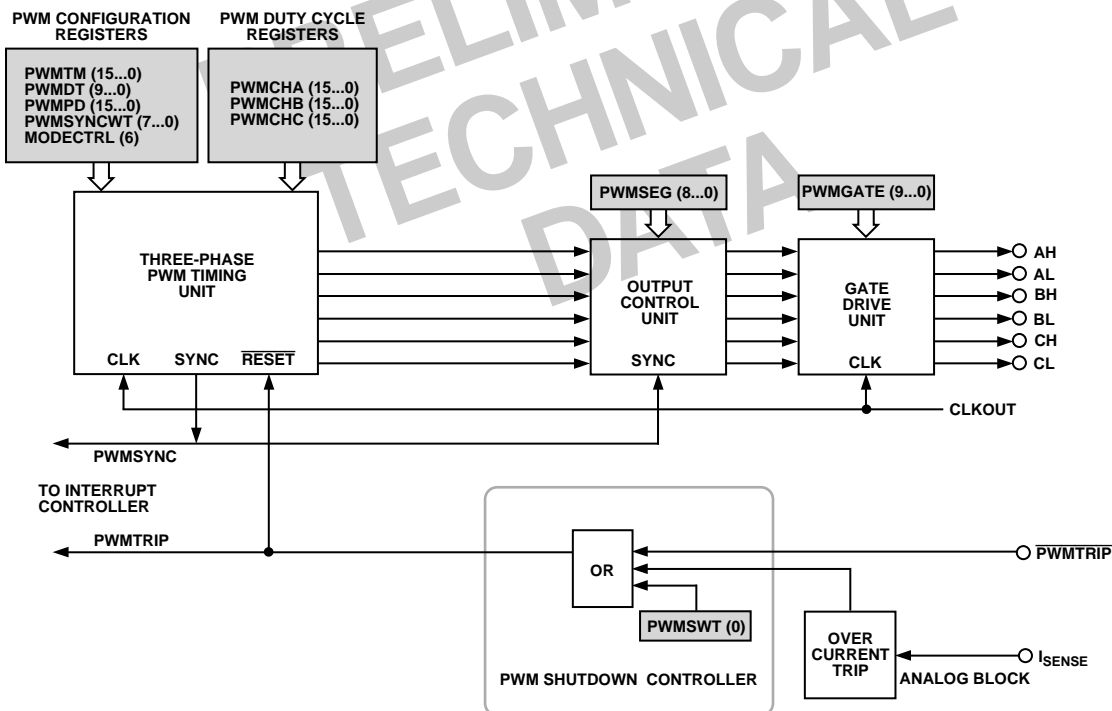 PRELIM
TECHNICAL
DATA
PWM CONFIGURATION
REGISTERS
PWM DUTY CYCLE
REGISTERS
PWMTM (15...0)
PWMDT (9...0)
PWMPD (15...0)
PWMSYNCWT (7...0)
MODECTRL (6)
PWMCHA (15...0)
PWMCHB (15...0)
PWMCHC (15...0)
PWMSEG (8...0)
PWMGATE (9...0)
THREE-PHASE
PWM TIMING
UNIT
CLK SYNC RESET
OUTPUT
CONTROL
UNIT
SYNC
GATE
DRIVE
UNIT
CLK
AH
AL
BH
BL
CH
CL
CLKOUT
PWMSYNC
TO INTERRUPT
CONTROLLER
PWMTRIP
OR
PWMTRIP
PWMSWT (0)
OVER
CURRENT
TRIP
ISENSE
ANALOG BLOCK
PWM SHUTDOWN CONTROLLER